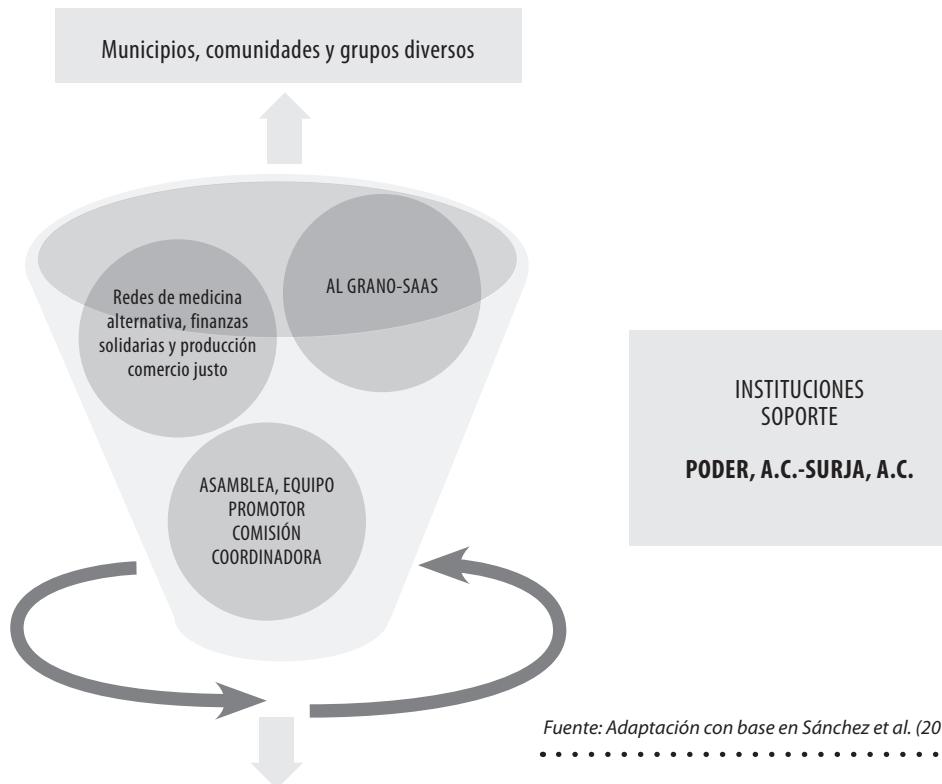 Municipios, comunidades y grupos diversos
Redes de medicina
alternativa, finanzas
solidarias y producción
comercio justo
AL GRANO-SAAS
ASAMBLEA, EQUIPO
PROMOTOR
COMISIÓN
COORDINADORA
INSTITUCIONES
SOPORTE
PODER, A.C.-SURJA, A.C.
Fuente: Adaptación con base en Sánchez et al. (20